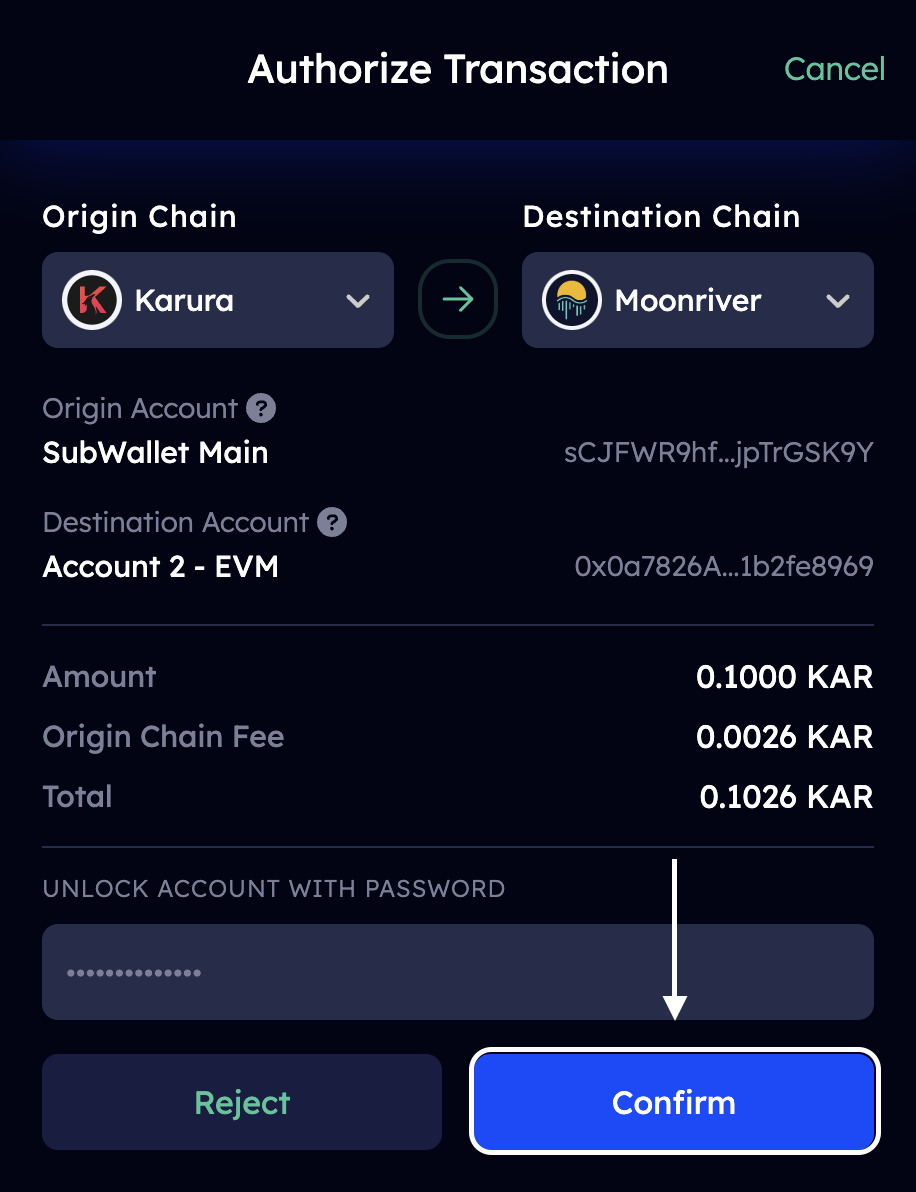 Authorize Transaction
Cancel
Origin Chain
Destination Chain
Karura
Moonriver
Origin Account ?
SubWallet Main
sCJFWR9hf...jpTrGSK9Y
Destination Account ?
Account 2 - EVM
0x0a7826A...1b2fe8969
Amount
0.1000 KAR
Origin Chain Fee
0.0026 KAR
Total
0.1026 KAR
UNLOCK ACCOUNT WITH PASSWORD
••••••••••••••
Reject
Confirm